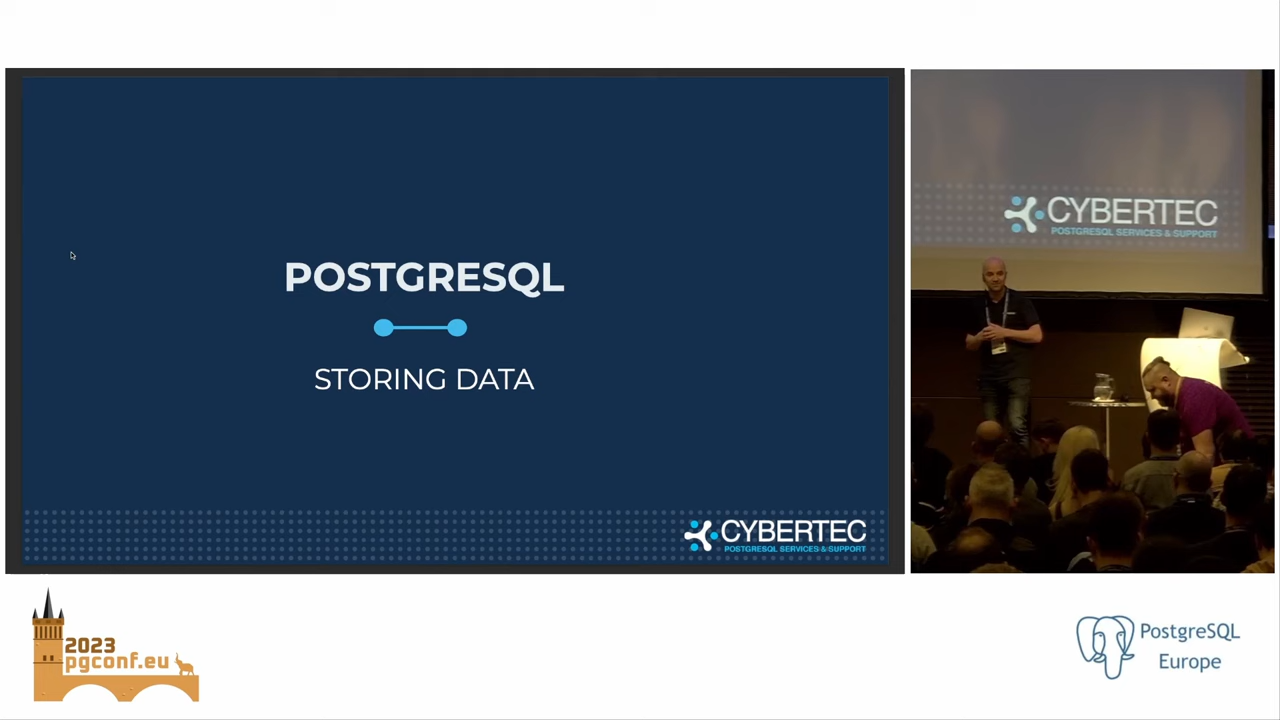 POSTGRESQL
STORING DATA
CYBERTEC
POSTGRESQL SERVICES & SUPPORT
CYBERTEC
POSTGRESQL SERVICES & SUPPORT
2023
pgconf.eu
PostgreSQL
Europe